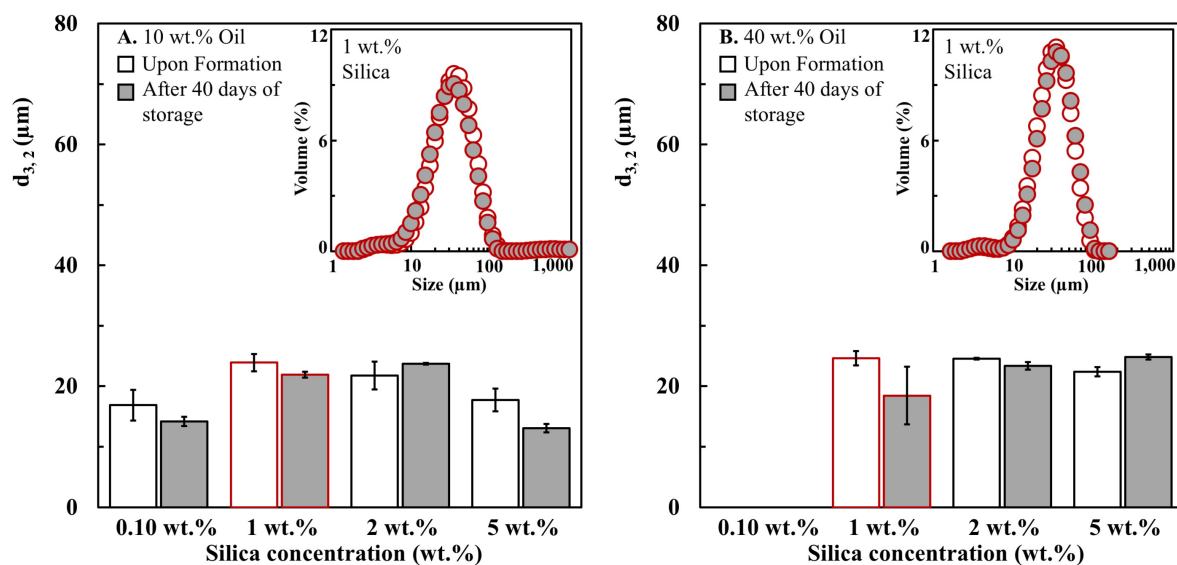 80
60
40
20
0
d3, 2 (µm)
A. 10 wt.% Oil
Upon Formation
After 40 days of
storage
1 wt.%
Silica
12
6
0
Volume (%)
1 10 100 1,000
Size (µm)
0.10 wt.% 1 wt.% 2 wt.% 5 wt.%
Silica concentration (wt.%)
80
60
40
20
0
d3, 2 (µm)
B. 40 wt.% Oil
Upon Formation
After 40 days of
storage
1 wt.%
Silica
12
6
0
Volume (%)
1 10 100 1,000
Size (µm)
0.10 wt.% 1 wt.% 2 wt.% 5 wt.%
Silica concentration (wt.%)